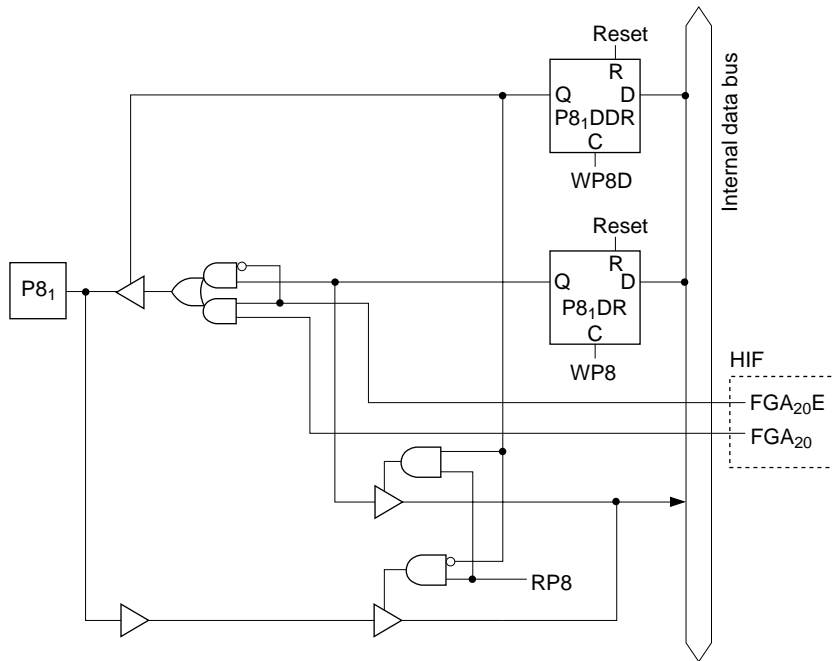 Reset
R
Q D
P8₁DDR
C
WP8D
Internal data bus
Reset
R
Q D
P8₁
P8₁DR
C
WP8
HIF
FGA₂₀E
FGA₂₀
RP8